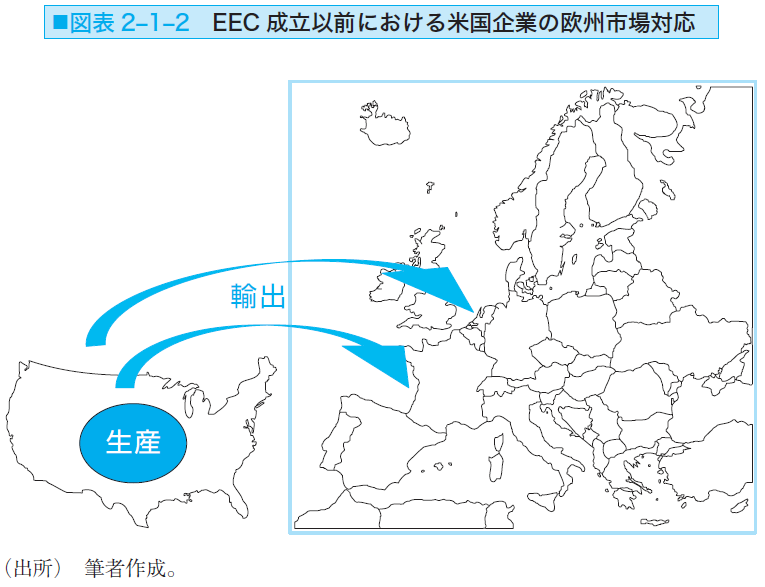 ■図表 2–1–2 EEC 成立以前における米国企業の欧州市場対応
輸出
生産
（出所） 筆者作成。